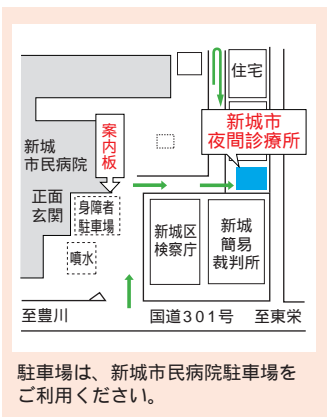 住宅
新城市
夜間診療所
案内板
新城
市民病院
正面
玄関
身障者
駐車場
噴水
新城区
検察庁
新城
簡易
裁判所
至豊川
国道301号
至東栄
駐車場は、新城市民病院駐車場を
ご利用ください。